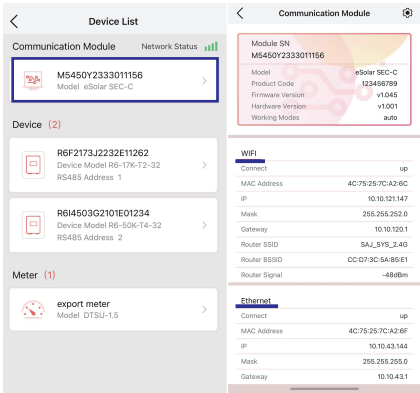 Device List
Communication Module Network Status
M5450Y2333011156
Model eSolar SEC-C
Device (2)
R6F2173J2232E11262
Device Model R6-17K-T2-32
RS485 Address 1
R6I4503G2101E01234
Device Model R6-50K-T4-32
RS485 Address 2
Meter (1)
export meter
Model DTSU-1.5
Communication Module
Module SN
M5450Y2333011156
Model eSolar SEC-C
Product Code 123456789
Firmware Version v1.045
Hardware Version v1.001
Working Modes auto
WIFI
Connect up
MAC Address 4C:75:25:7C:A2:6C
IP 10.10.121.147
Mask 255.255.252.0
Gateway 10.10.120.1
Router SSID SAJ_SYS_2.4G
Router BSSID CC:D7:3C:5A:85:E1
Router Signal -48dBm
Ethernet
Connect up
MAC Address 4C:75:25:7C:A2:6F
IP 10.10.43.144
Mask 255.255.255.0
Gateway 10.10.43.1